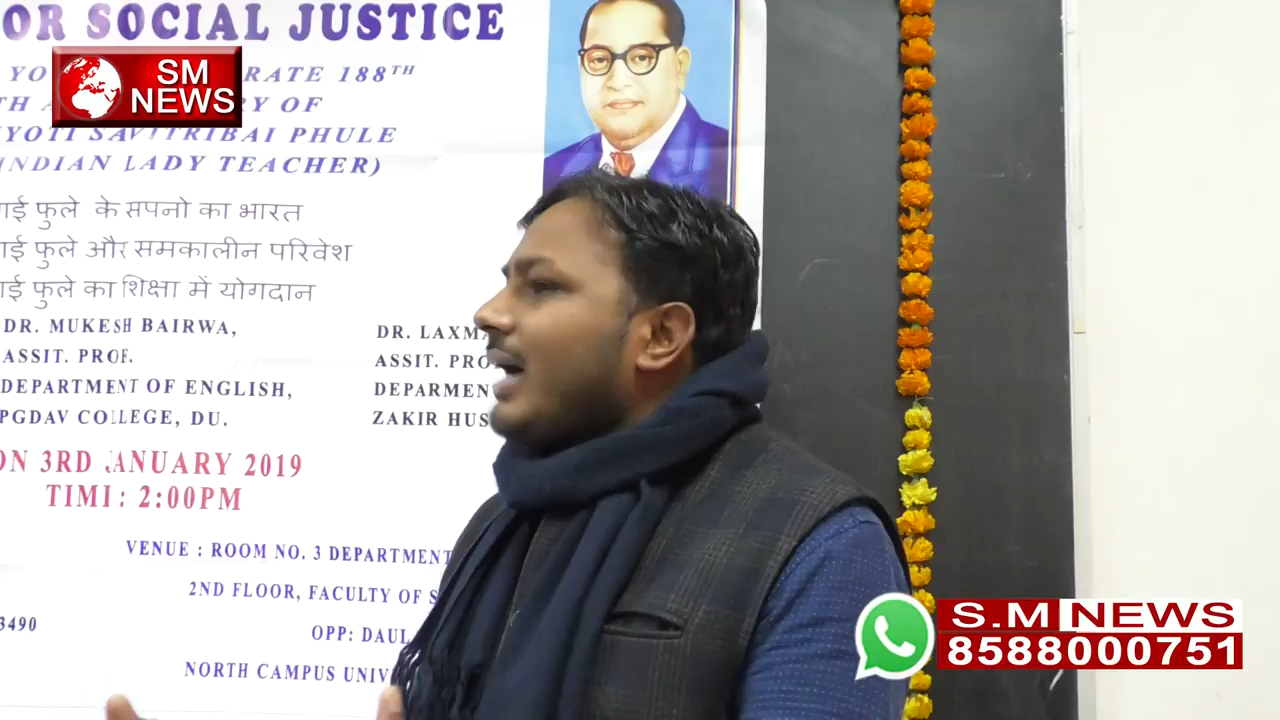 OR SOCIAL JUSTICE
SM
NEWS
YO RATE 188TH
TH A RY OF
YOTI SAVITRIBAI PHULE
INDIAN LADY TEACHER)
ाई फुले के सपनो का भारत
ाई फुले और समकालीन परिवेश
ाई फुले का शिक्षा में योगदान
DR. MUKESH BAIRWA,
ASSIT. PROF.
DEPARTMENT OF ENGLISH,
PGDAV COLLEGE, DU.
DR. LAXMA
ASSIT. PRO
DEPARMEN
ZAKIR HUS
ON 3RD JANUARY 2019
TIMI : 2:00PM
VENUE : ROOM NO. 3 DEPARTMENT
2ND FLOOR, FACULTY OF S
3490
OPP: DAUL
NORTH CAMPUS UNIV
S.M NEWS
8588000751